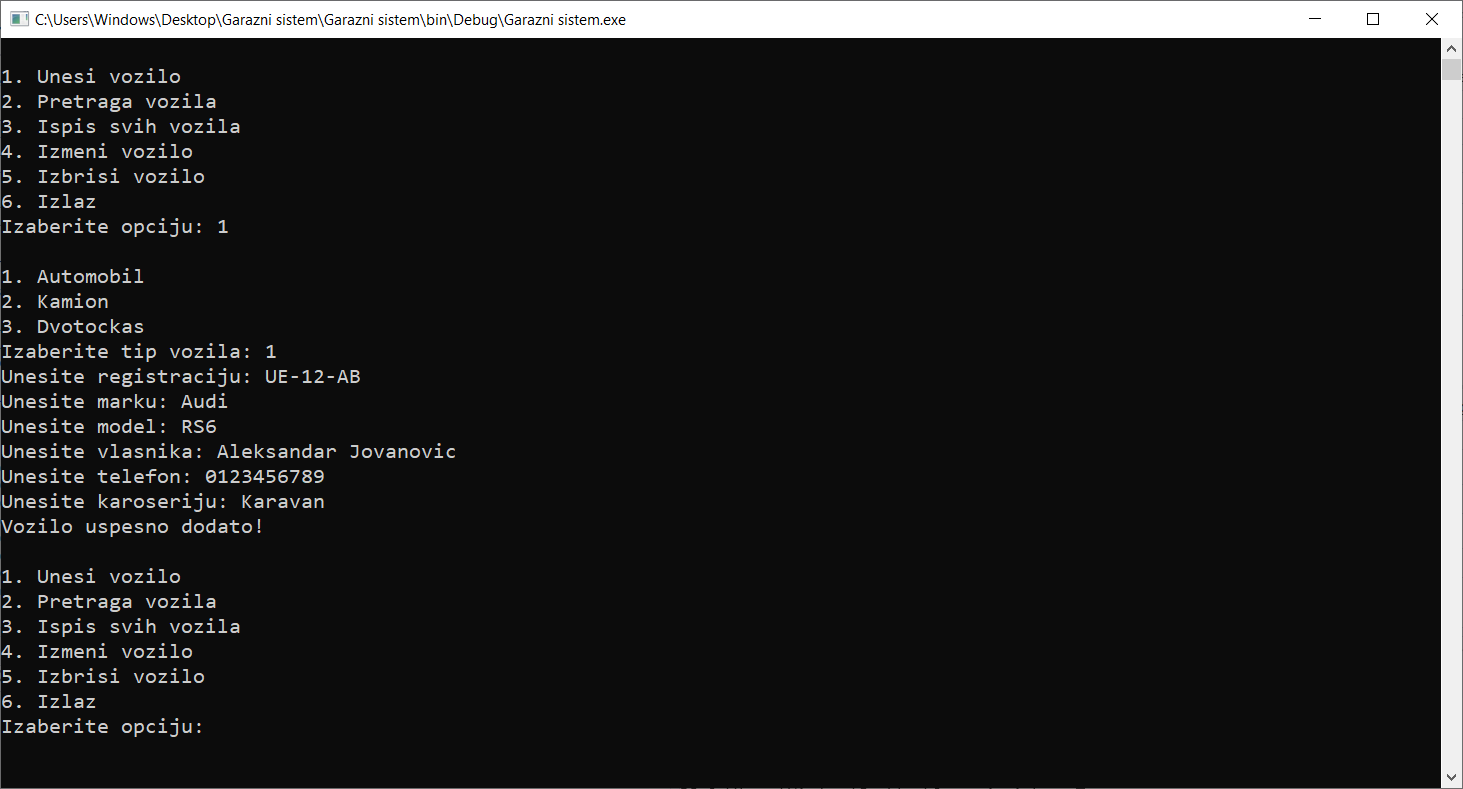 C:\Users\Windows\Desktop\Garazni sistem\Garazni sistem\bin\Debug\Garazni sistem.exe
1. Unesi vozilo
2. Pretraga vozila
3. Ispis svih vozila
4. Izmeni vozilo
5. Izbrisi vozilo
6. Izlaz
Izaberite opciju: 1
1. Automobil
2. Kamion
3. Dvotockas
Izaberite tip vozila: 1
Unesite registraciju: UE-12-AB
Unesite marku: Audi
Unesite model: RS6
Unesite vlasnika: Aleksandar Jovanovic
Unesite telefon: 0123456789
Unesite karoseriju: Karavan
Vozilo uspesno dodato!
1. Unesi vozilo
2. Pretraga vozila
3. Ispis svih vozila
4. Izmeni vozilo
5. Izbrisi vozilo
6. Izlaz
Izaberite opciju: